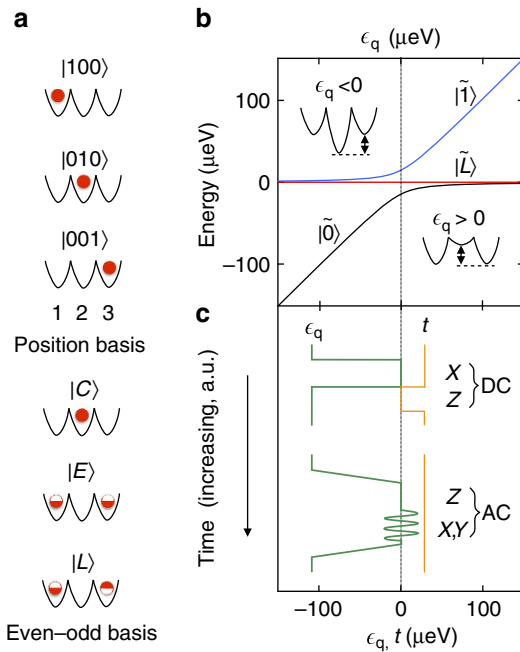 a
|100⟩
|010⟩
|001⟩
1 2 3
Position basis
|C⟩
|E⟩
|L⟩
Even–odd basis
b
ϵq (μeV)
Energy (μeV)
100
0
−100
ϵq <0
|1̃⟩
|L̃⟩
|0̃⟩
ϵq > 0
c
Time (increasing, a.u.)
ϵq
t
X
Z
DC
Z
X,Y
AC
−100 0 100
ϵq, t (μeV)